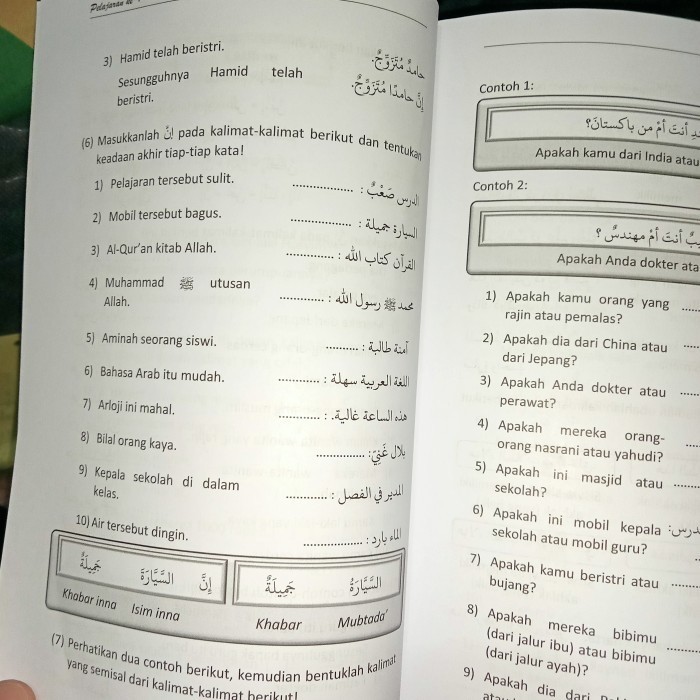 Pelajaran
3) Hamid telah beristri. حامدٌ مُتَزَوِّجٌ.
Sesungguhnya Hamid telah إنَّ حامدًا مُتَزَوِّجٌ.
beristri.
(6) Masukkanlah إنَّ pada kalimat-kalimat berikut dan tentukan
keadaan akhir tiap-tiap kata!
1) Pelajaran tersebut sulit. الدرس صَعْبٌ : .................
2) Mobil tersebut bagus. السيارة جميلة : .................
3) Al-Qur'an kitab Allah. القرآن كتاب الله : .............
4) Muhammad ﷺ utusan محمد ﷺ رسول الله : ............
Allah.
5) Aminah seorang siswi. آمنة طالبة : ..........
6) Bahasa Arab itu mudah. اللغة العربية سهلة : ...........
7) Arloji ini mahal. هذه الساعة غالية. : ............
8) Bilal orang kaya. بلال غَنِيّ: ..............
9) Kepala sekolah di dalam المدير في الفصل : ............
kelas.
10) Air tersebut dingin. الماء بارد : .................
إنَّ السَّيَّارَةَ جَمِيلَةٌ
Khabar inna Isim inna
السَّيَّارَةُ جَمِيلَةٌ
Khabar Mubtada'
(7) Perhatikan dua contoh berikut, kemudian bentuklah kalimat
yang semisal dari kalimat-kalimat berikut!
Contoh 1:
أنتَ أمْ من باكستانَ؟
Apakah kamu dari India atau
Contoh 2:
أنتَ أمْ مهندسٌ ؟
Apakah Anda dokter ata
1) Apakah kamu orang yang .....
rajin atau pemalas?
2) Apakah dia dari China atau ....
dari Jepang?
3) Apakah Anda dokter atau .....
perawat?
4) Apakah mereka orang- ....
orang nasrani atau yahudi?
5) Apakah ini masjid atau .......
sekolah?
6) Apakah ini mobil kepala
sekolah atau mobil guru?
7) Apakah kamu beristri atau .......
bujang?
8) Apakah mereka bibimu ........
(dari jalur ibu) atau bibimu
(dari jalur ayah)?
9) Apakah dia dari